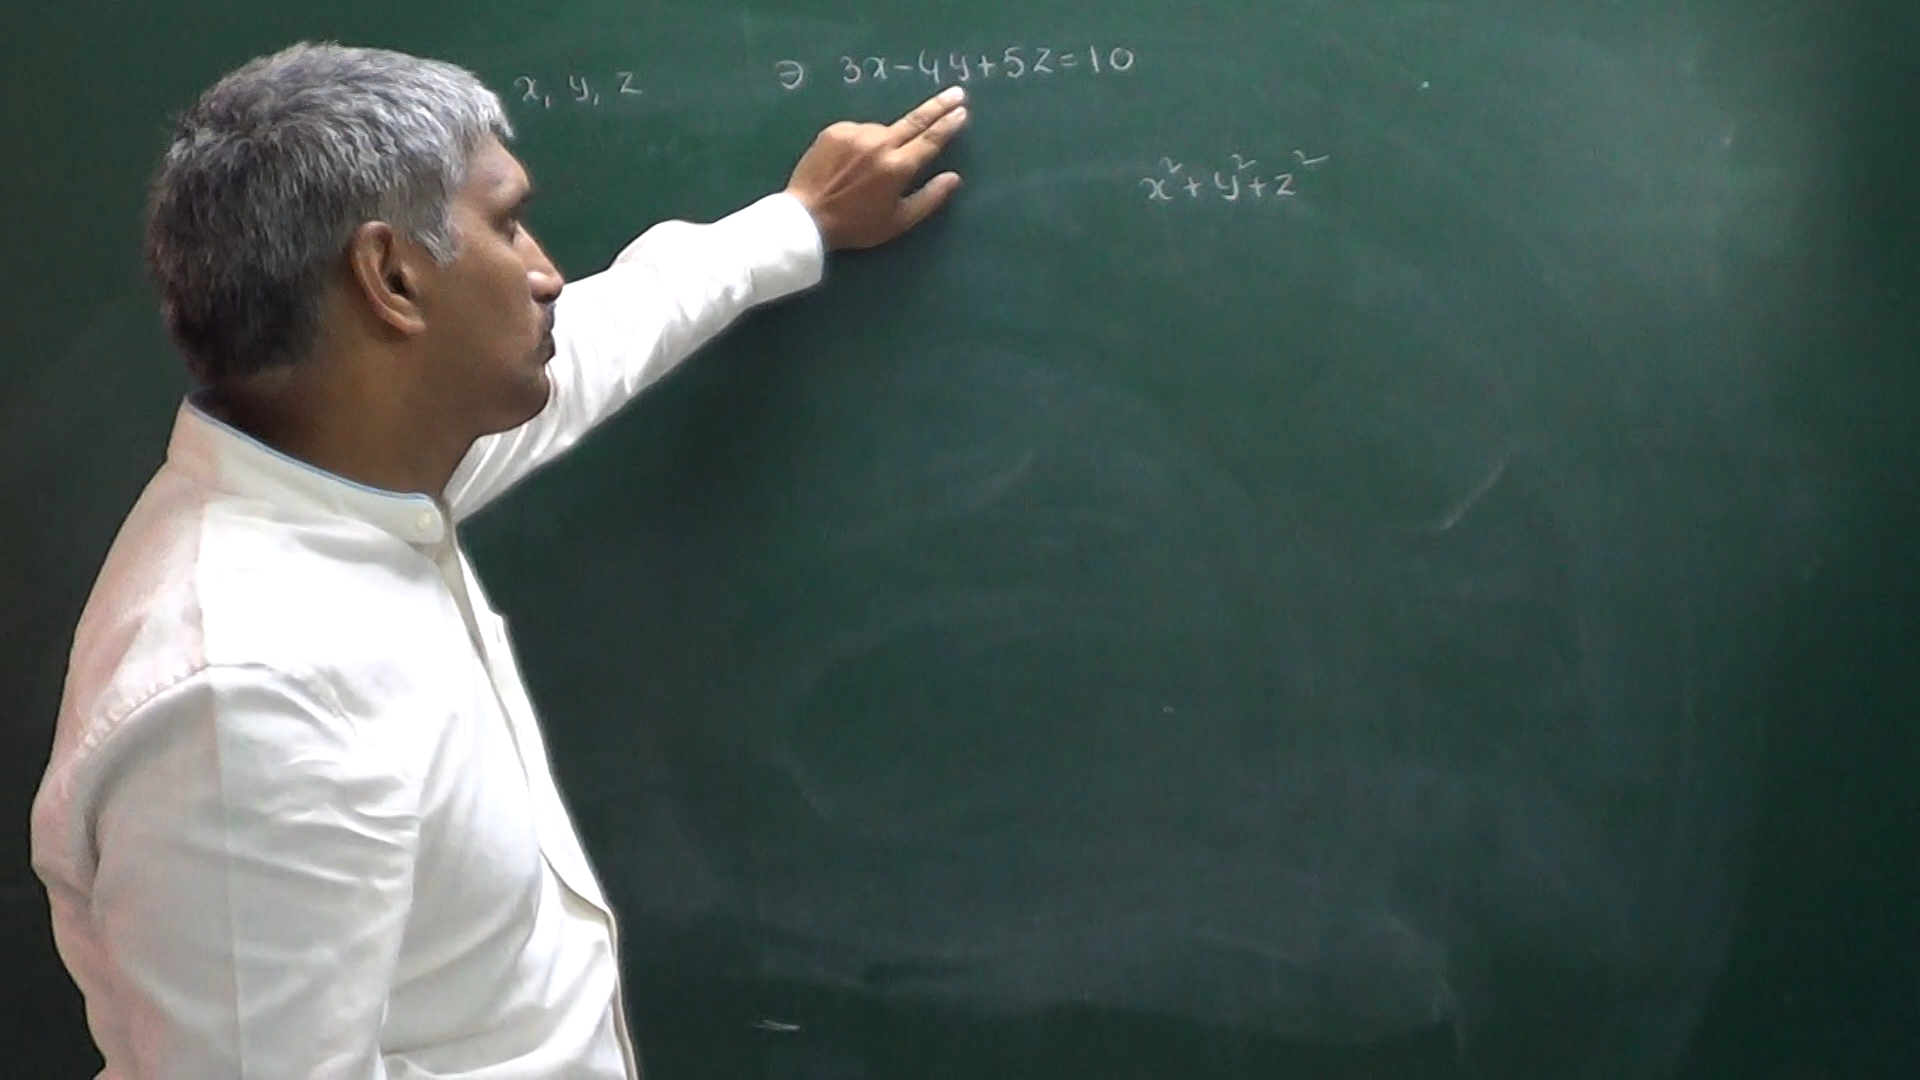 x, y, z ∋ 3x-4y+5z=10
x²+y²+z²